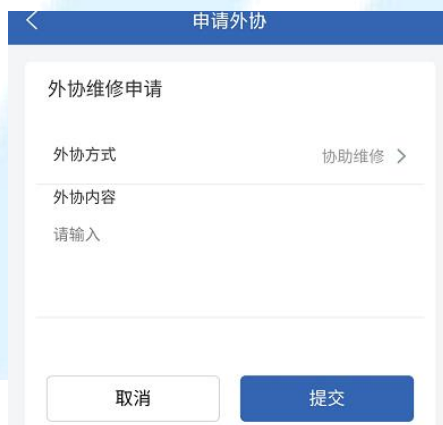 申请外协
外协维修申请
外协方式 协助维修
外协内容
请输入
取消 提交